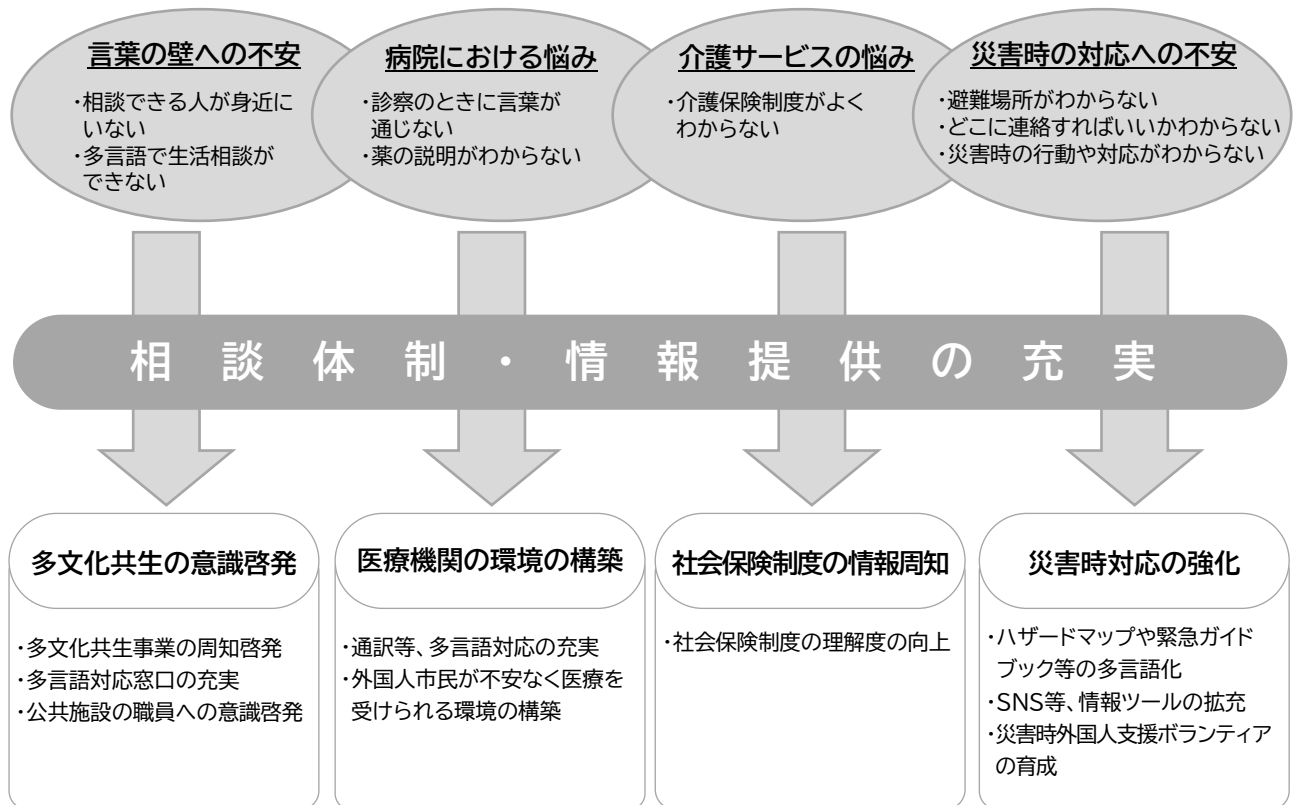 言葉の壁への不安
・相談できる人が身近に
いない
・多言語で生活相談が
できない
病院における悩み
・診察のときに言葉が
通じない
・薬の説明がわからない
介護サービスの悩み
・介護保険制度がよく
わからない
災害時の対応への不安
・避難場所がわからない
・どこに連絡すればいいかわからない
・災害時の行動や対応がわからない
相談体制・情報提供の充実
多文化共生の意識啓発
・多文化共生事業の周知啓発
・多言語対応窓口の充実
・公共施設の職員への意識啓発
医療機関の環境の構築
・通訳等、多言語対応の充実
・外国人市民が不安なく医療を
受けられる環境の構築
社会保険制度の情報周知
・社会保険制度の理解度の向上
災害時対応の強化
・ハザードマップや緊急ガイド
ブック等の多言語化
・SNS等、情報ツールの拡充
・災害時外国人支援ボランティア
の育成